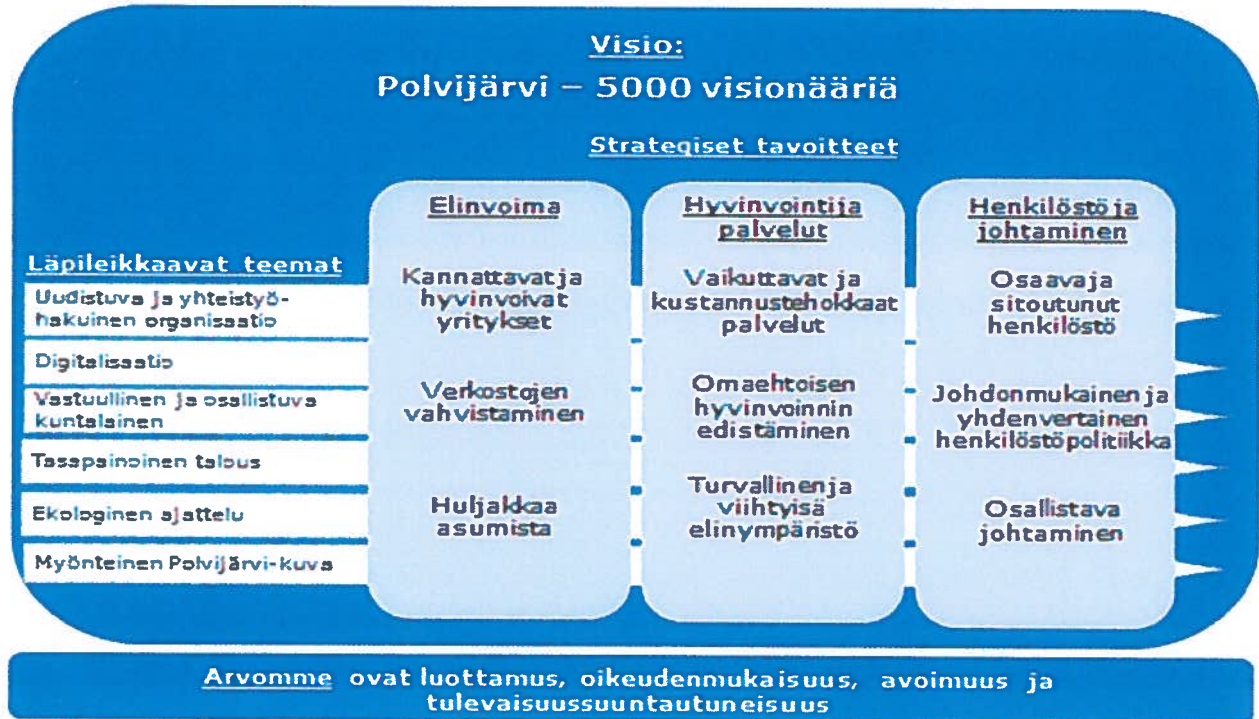 Visio:
Polvijärvi – 5000 visionääriä
Strategiset tavoitteet
Läpileikkaavat teemat
Uudistuva ja yhteistyö-
hakuinen organisaatio
Digitalisaatio
Vastuullinen ja osallistuva
kuntalainen
Tasapainoinen talous
Ekologinen ajattelu
Myönteinen Polvijärvi-kuva
Elinvoima
Kannattavat ja
hyvinvoivat
yritykset
Verkostojen
vahvistaminen
Huljakkaa
asumista
Hyvinvointi ja
palvelut
Vaikuttavat ja
kustannustehokkaat
palvelut
Omaehtoisen
hyvinvoinnin
edistäminen
Turvallinen ja
viihtyisä
elinympäristö
Henkilöstö ja
johtaminen
Osaava ja
sitoutunut
henkilöstö
Johdonmukainen ja
yhdenvertainen
henkilöstöpolitiikka
Osallistava
johtaminen
Arvomme ovat luottamus, oikeudenmukaisuus, avoimuus ja
tulevaisuussuuntautuneisuus